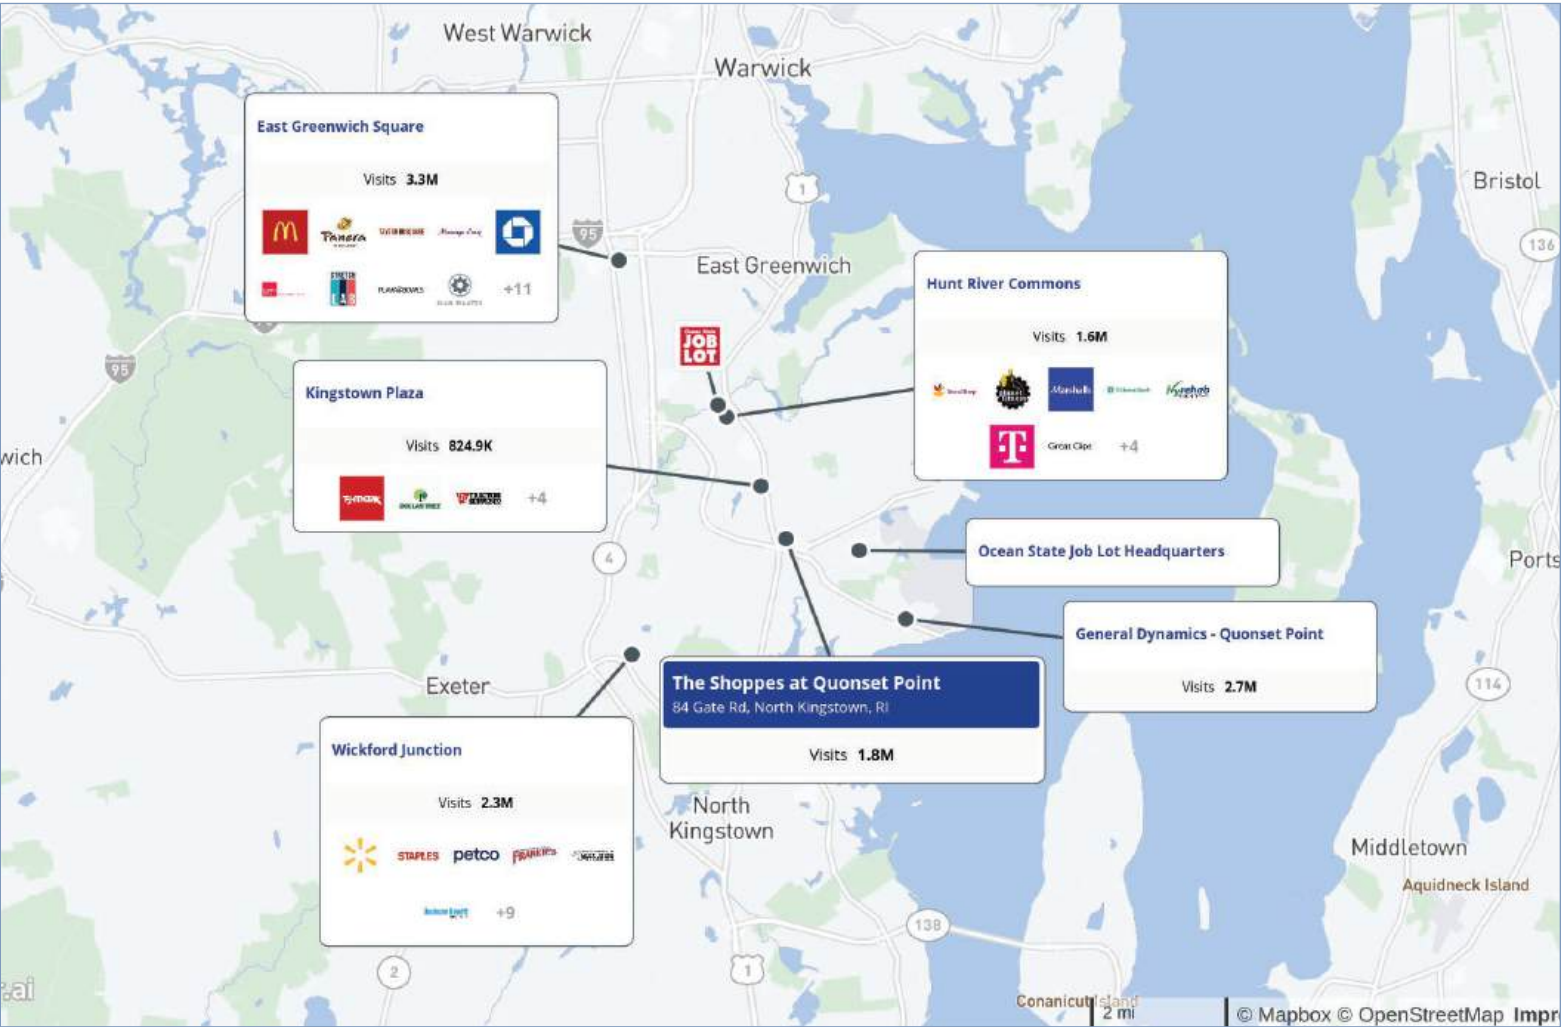 West Warwick
Warwick
East Greenwich Square
Visits 3.3M
Panera
+11
95
1
Bristol
136
East Greenwich
Hunt River Commons
Visits 1.6M
Marshalls
T
Great Clips
+4
JOB
LOT
95
Kingstown Plaza
Visits 824.9K
+4
wich
4
Ocean State Job Lot Headquarters
Ports
General Dynamics - Quonset Point
Visits 2.7M
The Shoppes at Quonset Point
84 Gate Rd, North Kingstown, RI
Visits 1.8M
Exeter
114
Wickford Junction
Visits 2.3M
STAPLES
petco
+9
North
Kingstown
Middletown
Aquidneck Island
138
2
1
.ai
Conanicut Island
2 mi
© Mapbox © OpenStreetMap Impr